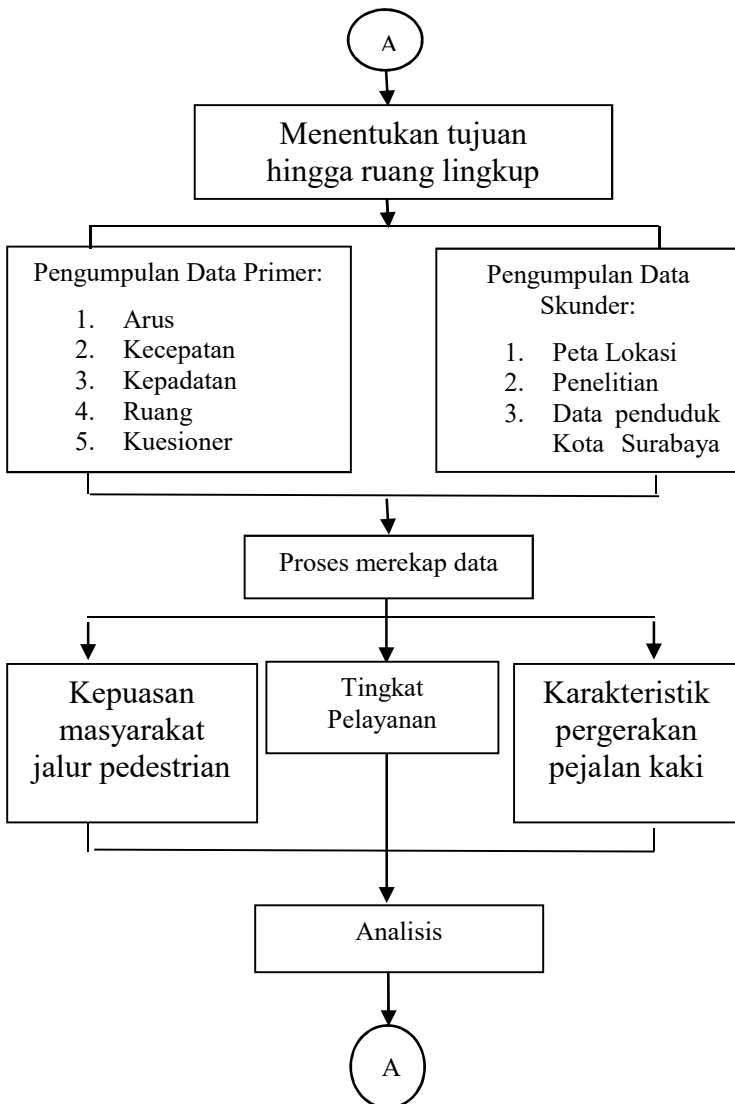 A
Menentukan tujuan
hingga ruang lingkup
Pengumpulan Data Primer:
1. Arus
2. Kecepatan
3. Kepadatan
4. Ruang
5. Kuesioner
Pengumpulan Data
Skunder:
1. Peta Lokasi
2. Penelitian
3. Data penduduk
Kota Surabaya
Proses merekap data
Kepuasan
masyarakat
jalur pedestrian
Tingkat
Pelayanan
Karakteristik
pergerakan
pejalan kaki
Analisis
A